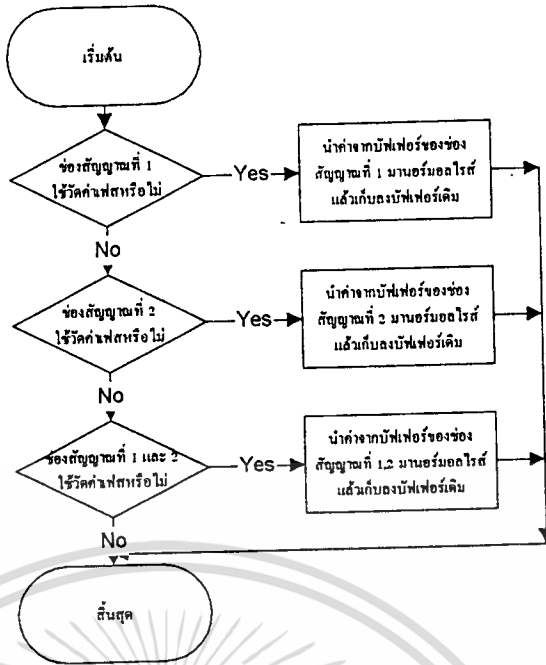 เริ่มต้น
ช่องสัญญาณที่ 1
ใช้วัดค่าเฟสหรือไม่
Yes
นำค่าจากบัฟเฟอร์ของช่อง
สัญญาณที่ 1 มานอร์มอลไรส์
แล้วเก็บลงบัฟเฟอร์เดิม
No
ช่องสัญญาณที่ 2
ใช้วัดค่าเฟสหรือไม่
Yes
นำค่าจากบัฟเฟอร์ของช่อง
สัญญาณที่ 2 มานอร์มอลไรส์
แล้วเก็บลงบัฟเฟอร์เดิม
No
ช่องสัญญาณที่ 1 และ 2
ใช้วัดค่าเฟสหรือไม่
Yes
นำค่าจากบัฟเฟอร์ของช่อง
สัญญาณที่ 1,2 มานอร์มอลไรส์
แล้วเก็บลงบัฟเฟอร์เดิม
No
สิ้นสุด